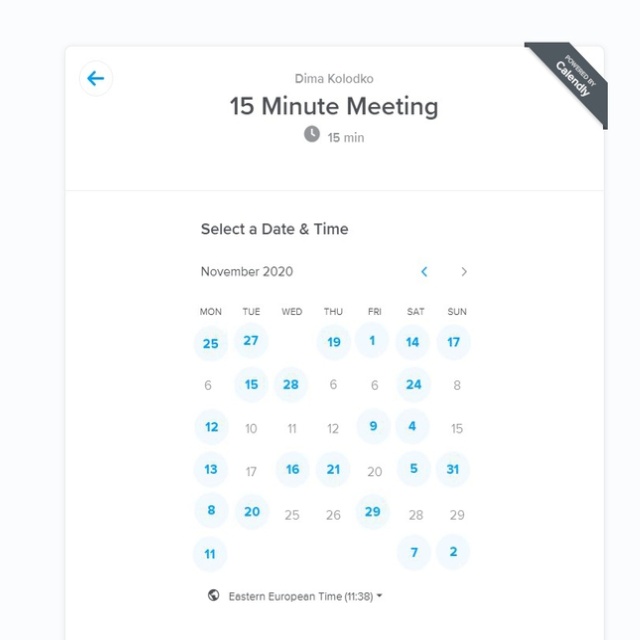 POWERED BY
Calendly
Dima Kolodko
15 Minute Meeting
15 min
Select a Date & Time
November 2020
MON TUE WED THU FRI SAT SUN
25 27 19 1 14 17
6 15 28 6 6 24 8
12 10 11 12 9 4 15
13 17 16 21 20 5 31
8 20 25 26 29 28 29
11 7 2
Eastern European Time (11:38)